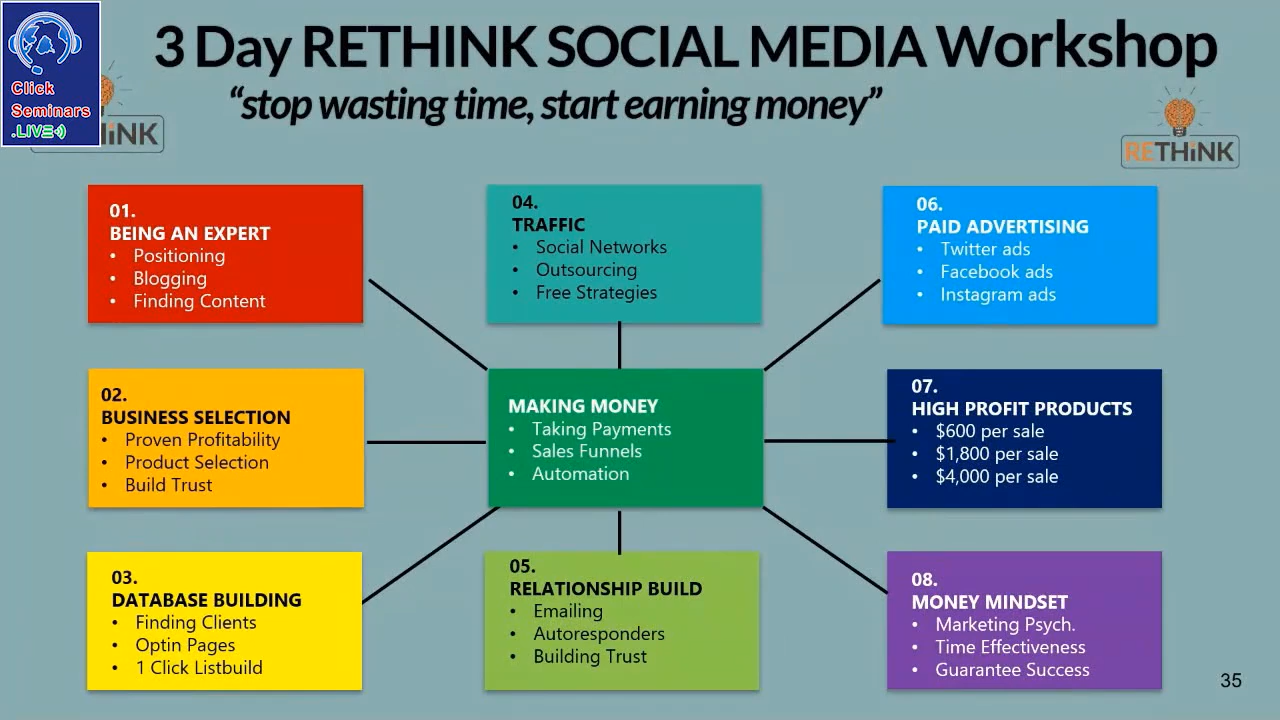 3 Day RETHINK SOCIAL MEDIA Workshop
“stop wasting time, start earning money”
Click
Seminars
.LIVE
RETHiNK
01.
BEING AN EXPERT
• Positioning
• Blogging
• Finding Content
02.
BUSINESS SELECTION
• Proven Profitability
• Product Selection
• Build Trust
03.
DATABASE BUILDING
• Finding Clients
• Optin Pages
• 1 Click Listbuild
04.
TRAFFIC
• Social Networks
• Outsourcing
• Free Strategies
MAKING MONEY
• Taking Payments
• Sales Funnels
• Automation
05.
RELATIONSHIP BUILD
• Emailing
• Autoresponders
• Building Trust
06.
PAID ADVERTISING
• Twitter ads
• Facebook ads
• Instagram ads
07.
HIGH PROFIT PRODUCTS
• $600 per sale
• $1,800 per sale
• $4,000 per sale
08.
MONEY MINDSET
• Marketing Psych.
• Time Effectiveness
• Guarantee Success
35